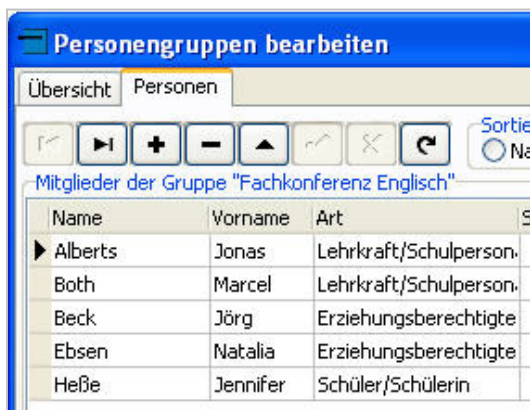 Personengruppen bearbeiten
Übersicht Personen
Sortie
Na
Mitglieder der Gruppe "Fachkonferenz Englisch"
Name Vorname Art S
Alberts Jonas Lehrkraft/Schulperson
Both Marcel Lehrkraft/Schulperson
Beck Jörg Erziehungsberechtigte
Ebsen Natalia Erziehungsberechtigte
Heße Jennifer Schüler/Schülerin